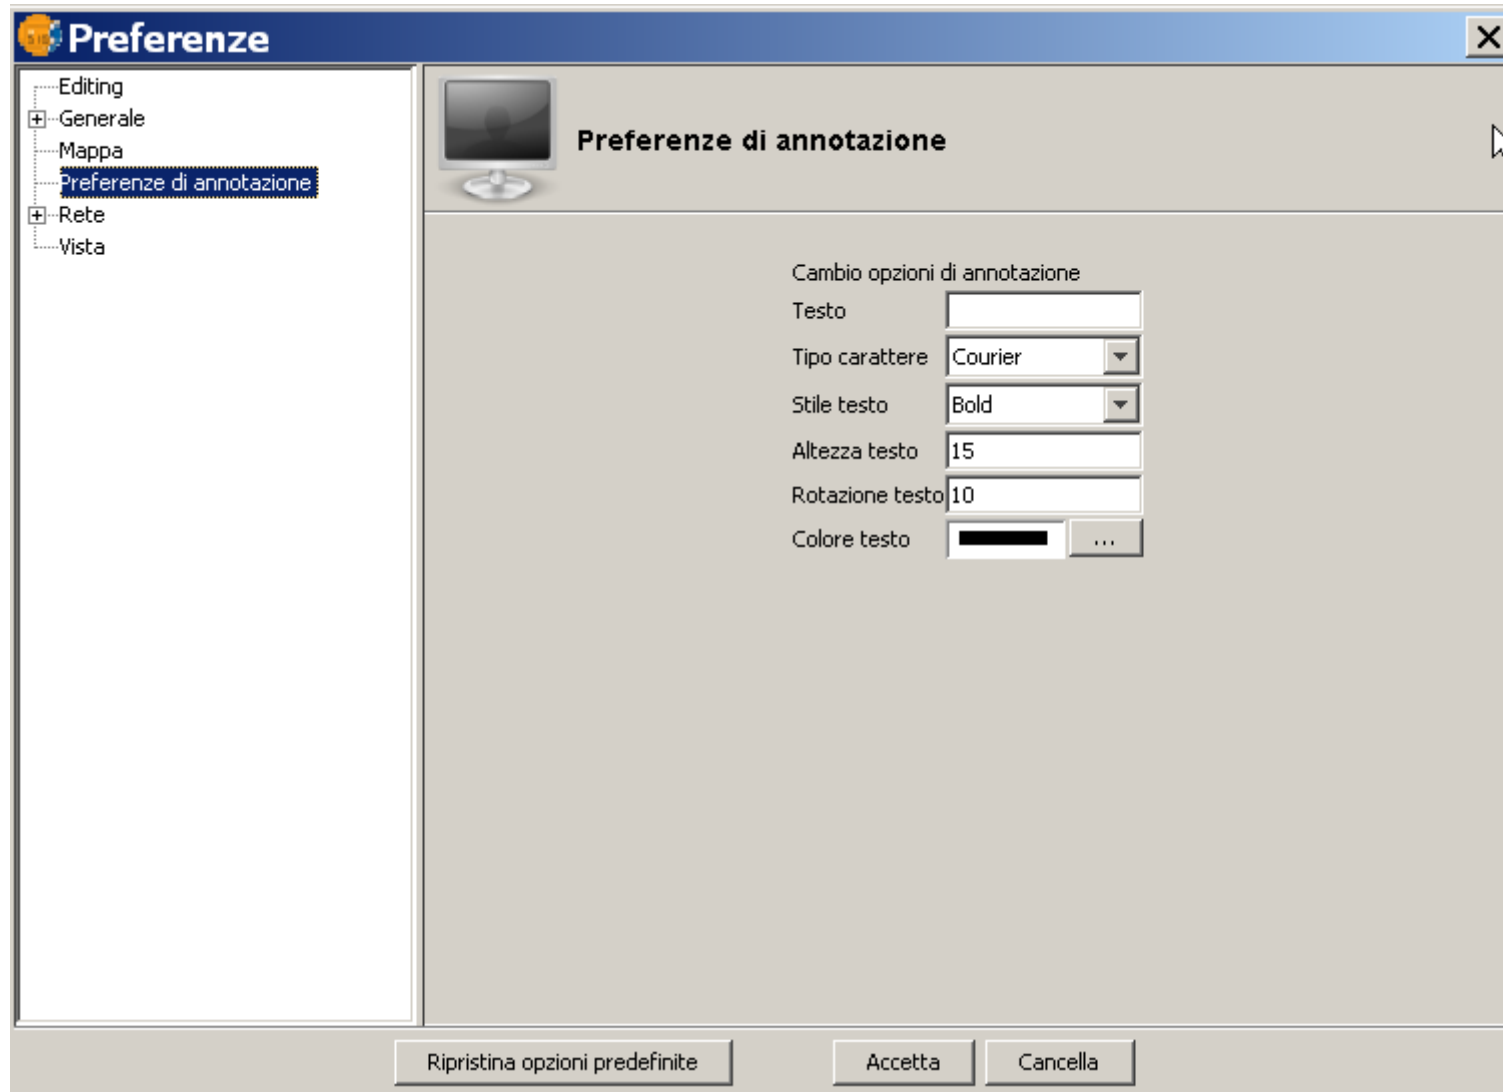 Preferenze
Editing
Generale
Mappa
Preferenze di annotazione
Rete
Vista
Preferenze di annotazione
Cambio opzioni di annotazione
Testo
Tipo carattere Courier
Stile testo Bold
Altezza testo 15
Rotazione testo 10
Colore testo ...
Ripristina opzioni predefinite Accetta Cancella